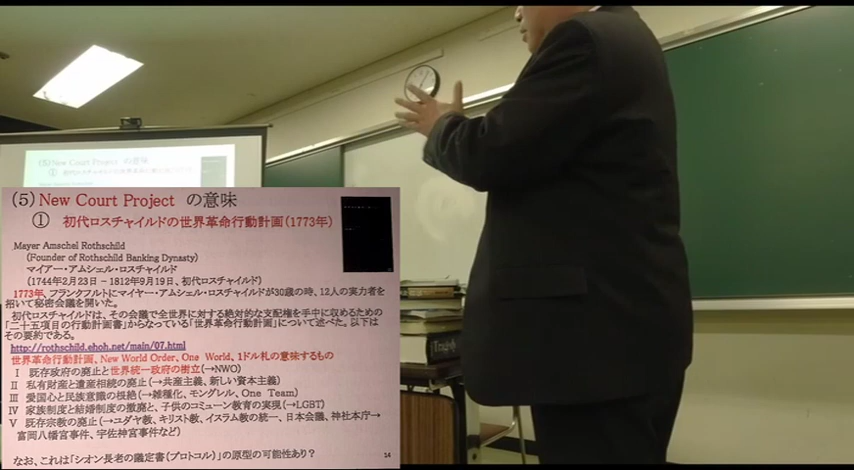 (5) New Court Project の意味
① 初代ロスチャイルドの世界革命行動計画(1773年)
Mayer Amschel Rothschild
(Founder of Rothschild Banking Dynasty)
マイアー・アムシェル・ロスチャイルド
(1744年2月23日 – 1812年9月19日、初代ロスチャイルド)
1773年、フランクフルトにマイヤー・アムシェル・ロスチャイルドが30歳の時、12人の実力者を
招いて秘密会議を開いた。
初代ロスチャイルドは、その会議で全世界に対する絶対的な支配権を手中に収めるための
「二十五項目の行動計画書」からなっている「世界革命行動計画」について述べた。以下は
その要約である。
http://rothschild.ehoh.net/main/07.html
世界革命行動計画、New World Order、One World、1ドル札の意味するもの
Ⅰ 既存政府の廃止と世界統一政府の樹立(→NWO)
Ⅱ 私有財産と遺産相続の廃止(→共産主義、新しい資本主義)
Ⅲ 愛国心と民族意識の根絶(→雑種化、モングレル、One Team)
Ⅳ 家族制度と結婚制度の撤廃と、子供のコミューン教育の実現(→LGBT)
Ⅴ 既存宗教の廃止(→ユダヤ教、キリスト教、イスラム教の統一、日本会議、神社本庁→
富岡八幡宮事件、宇佐神宮事件など)
なお、これは「シオン長老の議定書(プロトコル)」の原型の可能性あり?
14
(5) New Court Project の意味